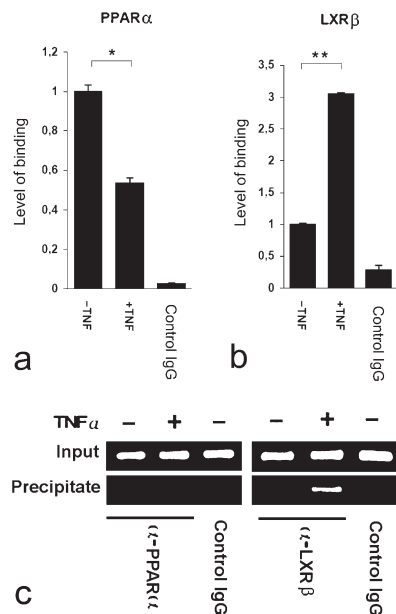 PPARα
LXRβ
*
**
Level of binding
1,2
1
0,8
0,6
0,4
0,2
0
−TNF
+TNF
Control IgG
Level of binding
3,5
3
2,5
2
1,5
1
0,5
0
−TNF
+TNF
Control IgG
a
b
TNFα − + − − + −
Input
Precipitate
α-PPARα
Control IgG
α-LXRβ
Control IgG
c